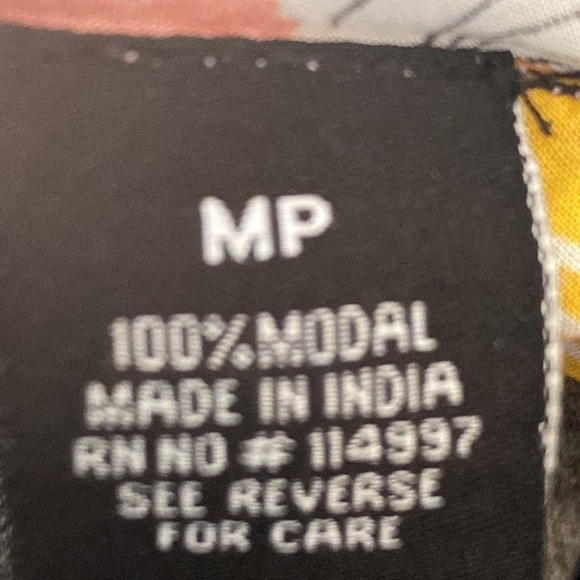 MP
100% MODAL
MADE IN INDIA
RN NO # 114997
SEE REVERSE
FOR CARE